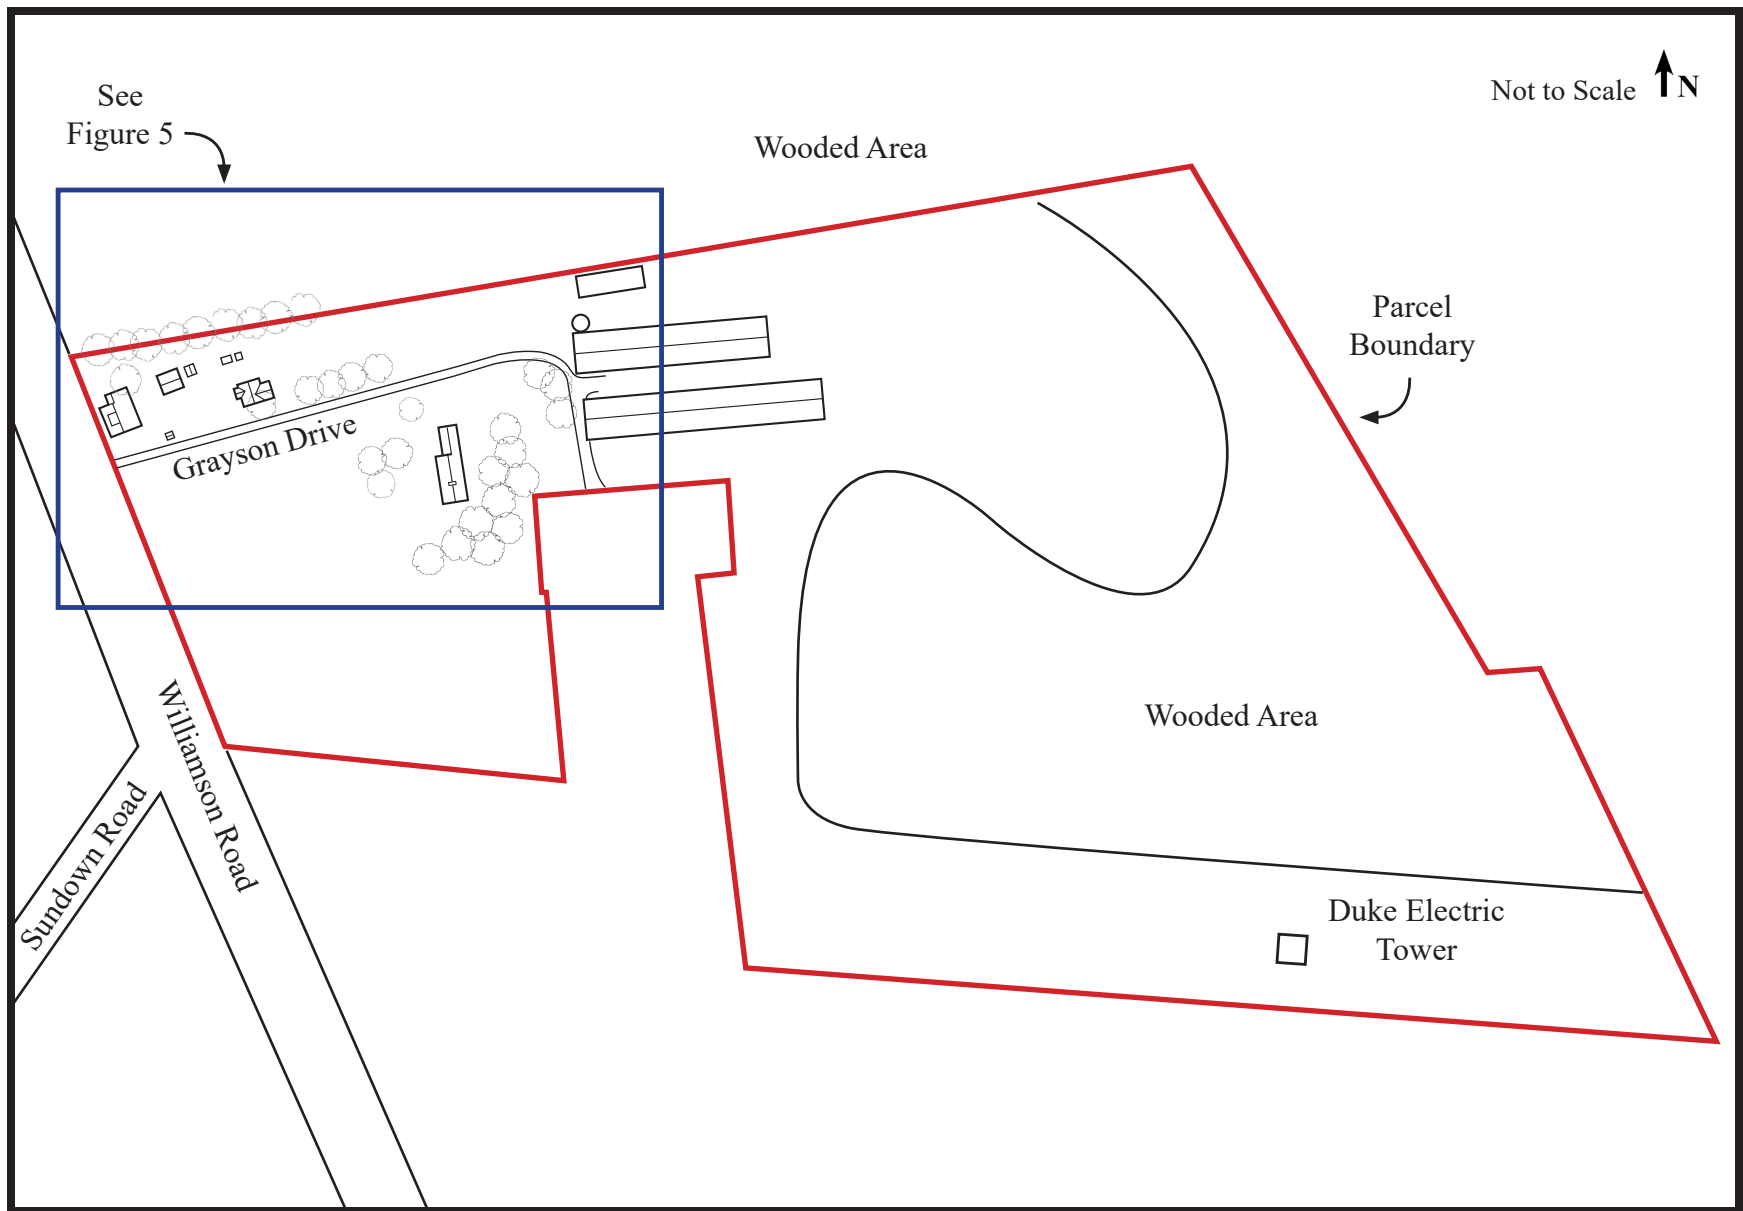 See
Figure 5
Not to Scale
N
Wooded Area
Parcel
Boundary
Grayson Drive
Wooded Area
Williamson Road
Sundown Road
Duke Electric
Tower